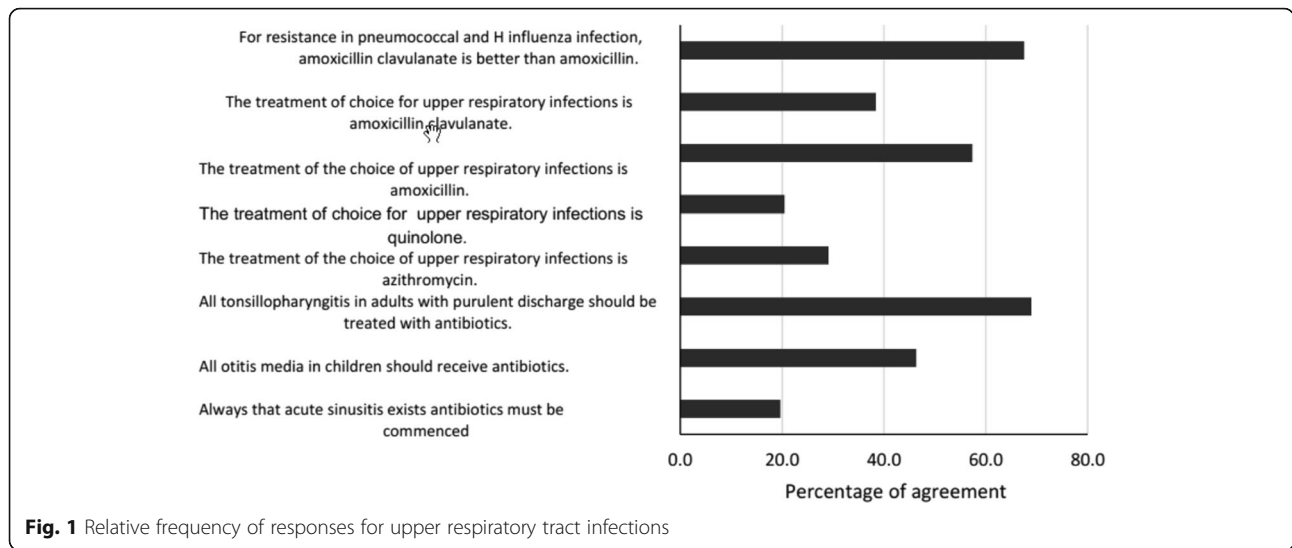 For resistance in pneumococcal and H influenza infection,
amoxicillin clavulanate is better than amoxicillin.
The treatment of choice for upper respiratory infections is
amoxicillin clavulanate.
The treatment of the choice of upper respiratory infections is
amoxicillin.
The treatment of choice for upper respiratory infections is
quinolone.
The treatment of the choice of upper respiratory infections is
azithromycin.
All tonsillopharyngitis in adults with purulent discharge should be
treated with antibiotics.
All otitis media in children should receive antibiotics.
Always that acute sinusitis exists antibiotics must be
commenced
0.0 20.0 40.0 60.0 80.0
Percentage of agreement
Fig. 1 Relative frequency of responses for upper respiratory tract infections